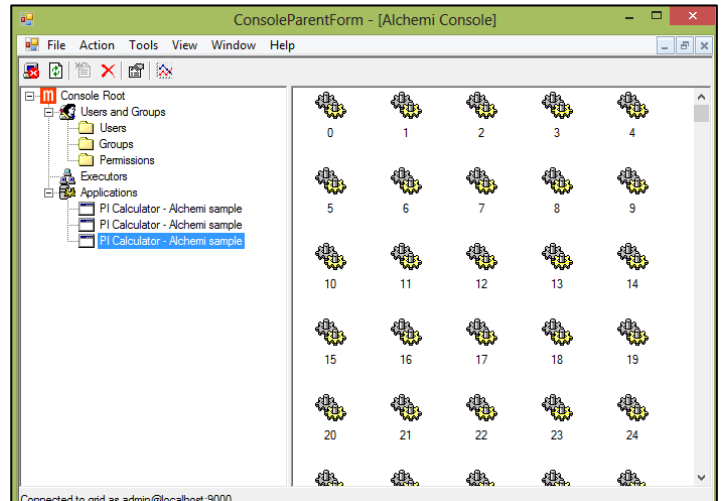 ConsoleParentForm - [Alchemi Console]
File Action Tools View Window Help
Console Root
Users and Groups
Users
Groups
Permissions
Executors
Applications
PI Calculator - Alchemi sample
PI Calculator - Alchemi sample
PI Calculator - Alchemi sample
0 1 2 3 4
5 6 7 8 9
10 11 12 13 14
15 16 17 18 19
20 21 22 23 24
Connected to grid as admin@localhost:9000